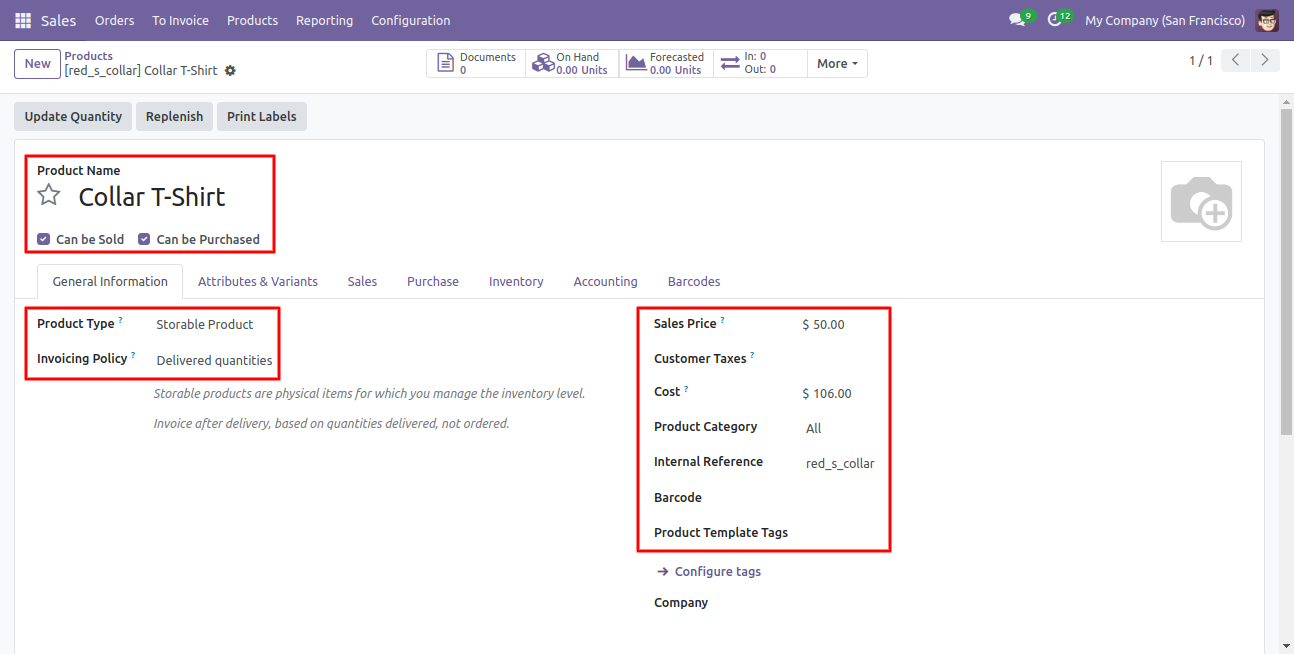 Sales Orders To Invoice Products Reporting Configuration 9 12 My Company (San Francisco)
New Products
[red_s_collar] Collar T-Shirt
Documents 0
On Hand 0.00 Units
Forecasted 0.00 Units
In: 0
Out: 0
More
1 / 1
Update Quantity Replenish Print Labels
Product Name
Collar T-Shirt
Can be Sold Can be Purchased
General Information Attributes & Variants Sales Purchase Inventory Accounting Barcodes
Product Type ? Storable Product
Invoicing Policy ? Delivered quantities
Storable products are physical items for which you manage the inventory level.
Invoice after delivery, based on quantities delivered, not ordered.
Sales Price ? $ 50.00
Customer Taxes ?
Cost ? $ 106.00
Product Category All
Internal Reference red_s_collar
Barcode
Product Template Tags
Configure tags
Company